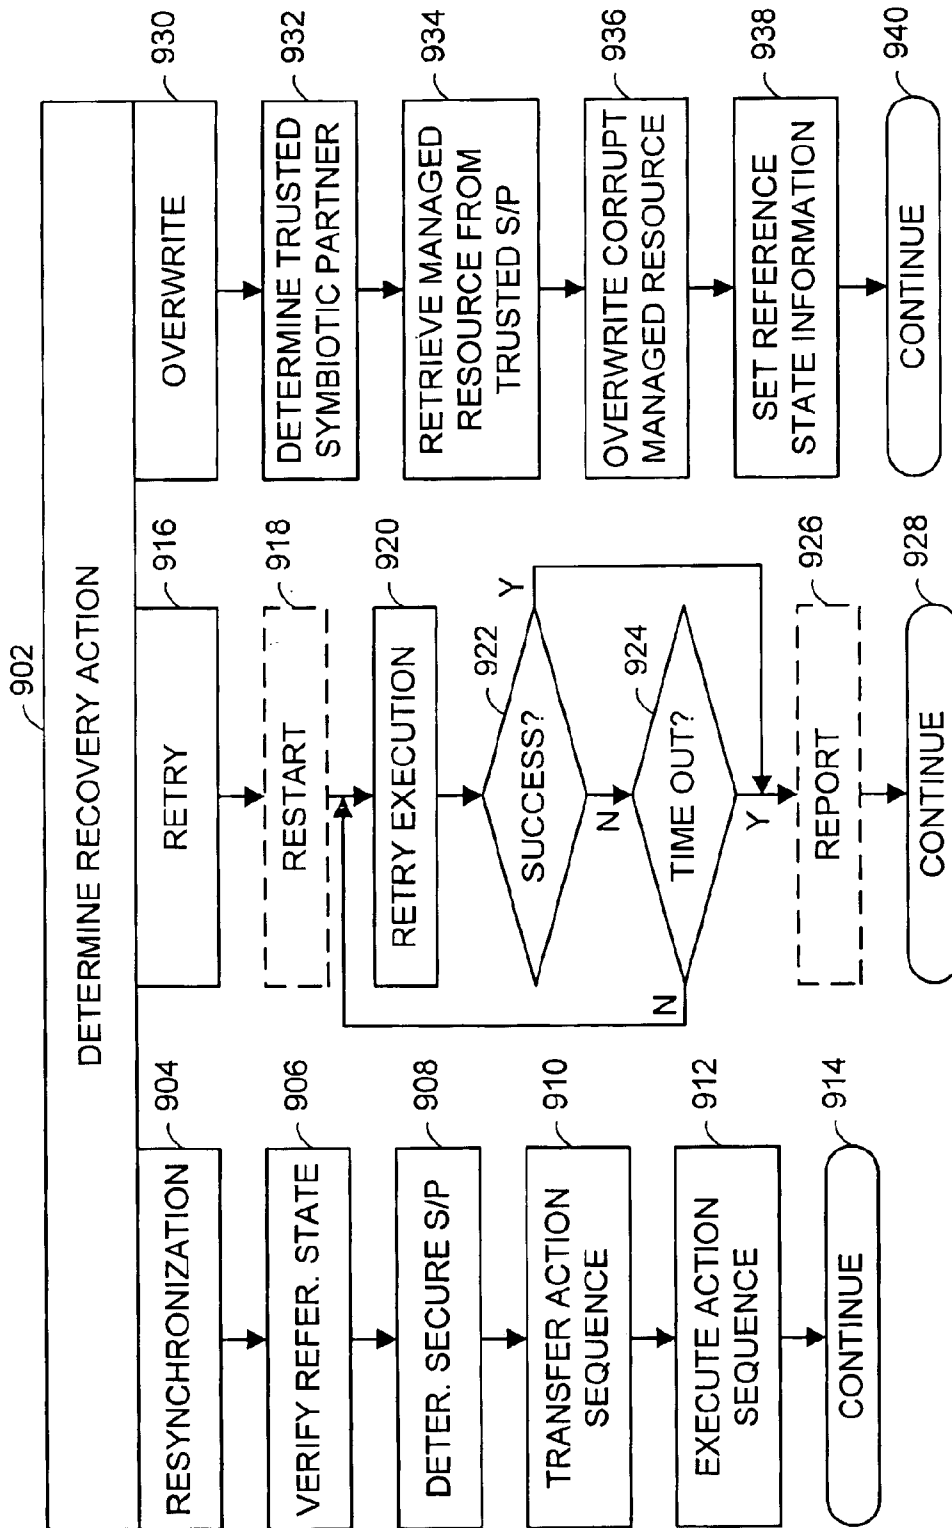 902
DETERMINE RECOVERY ACTION
RESYNCHRONIZATION
904
VERIFY REFER. STATE
906
DETER. SECURE S/P
908
TRANSFER ACTION
SEQUENCE
910
EXECUTE ACTION
SEQUENCE
912
CONTINUE
914
RETRY
916
RESTART
918
RETRY EXECUTION
920
SUCCESS?
922
Y
N
TIME OUT?
924
N
Y
REPORT
926
CONTINUE
928
OVERWRITE
930
DETERMINE TRUSTED
SYMBIOTIC PARTNER
932
RETRIEVE MANAGED
RESOURCE FROM
TRUSTED S/P
934
OVERWRITE CORRUPT
MANAGED RESOURCE
936
SET REFERENCE
STATE INFORMATION
938
CONTINUE
940